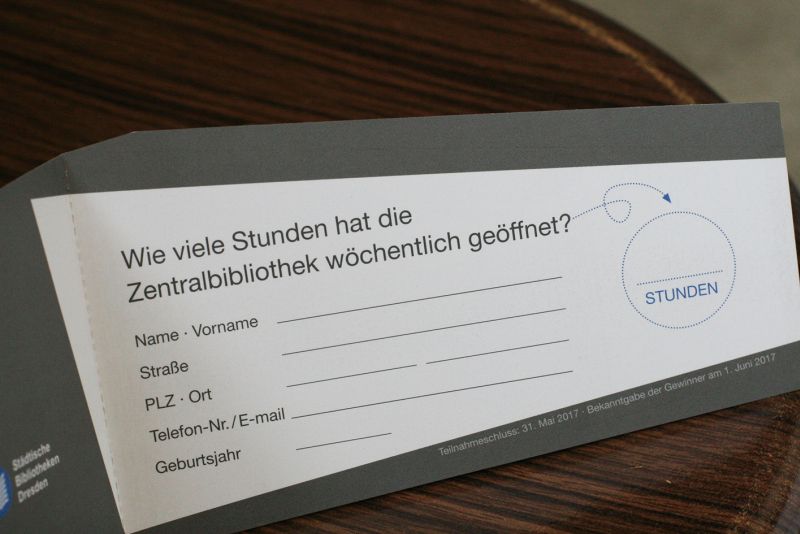 Wie viele Stunden hat die
Zentralbibliothek wöchentlich geöffnet?
STUNDEN
Name · Vorname
Straße
PLZ · Ort
Telefon-Nr. / E-mail
Geburtsjahr
Teilnahmeschluss: 31. Mai 2017 · Bekanntgabe der Gewinner am 1. Juni 2017
Städtische
Bibliotheken
Dresden